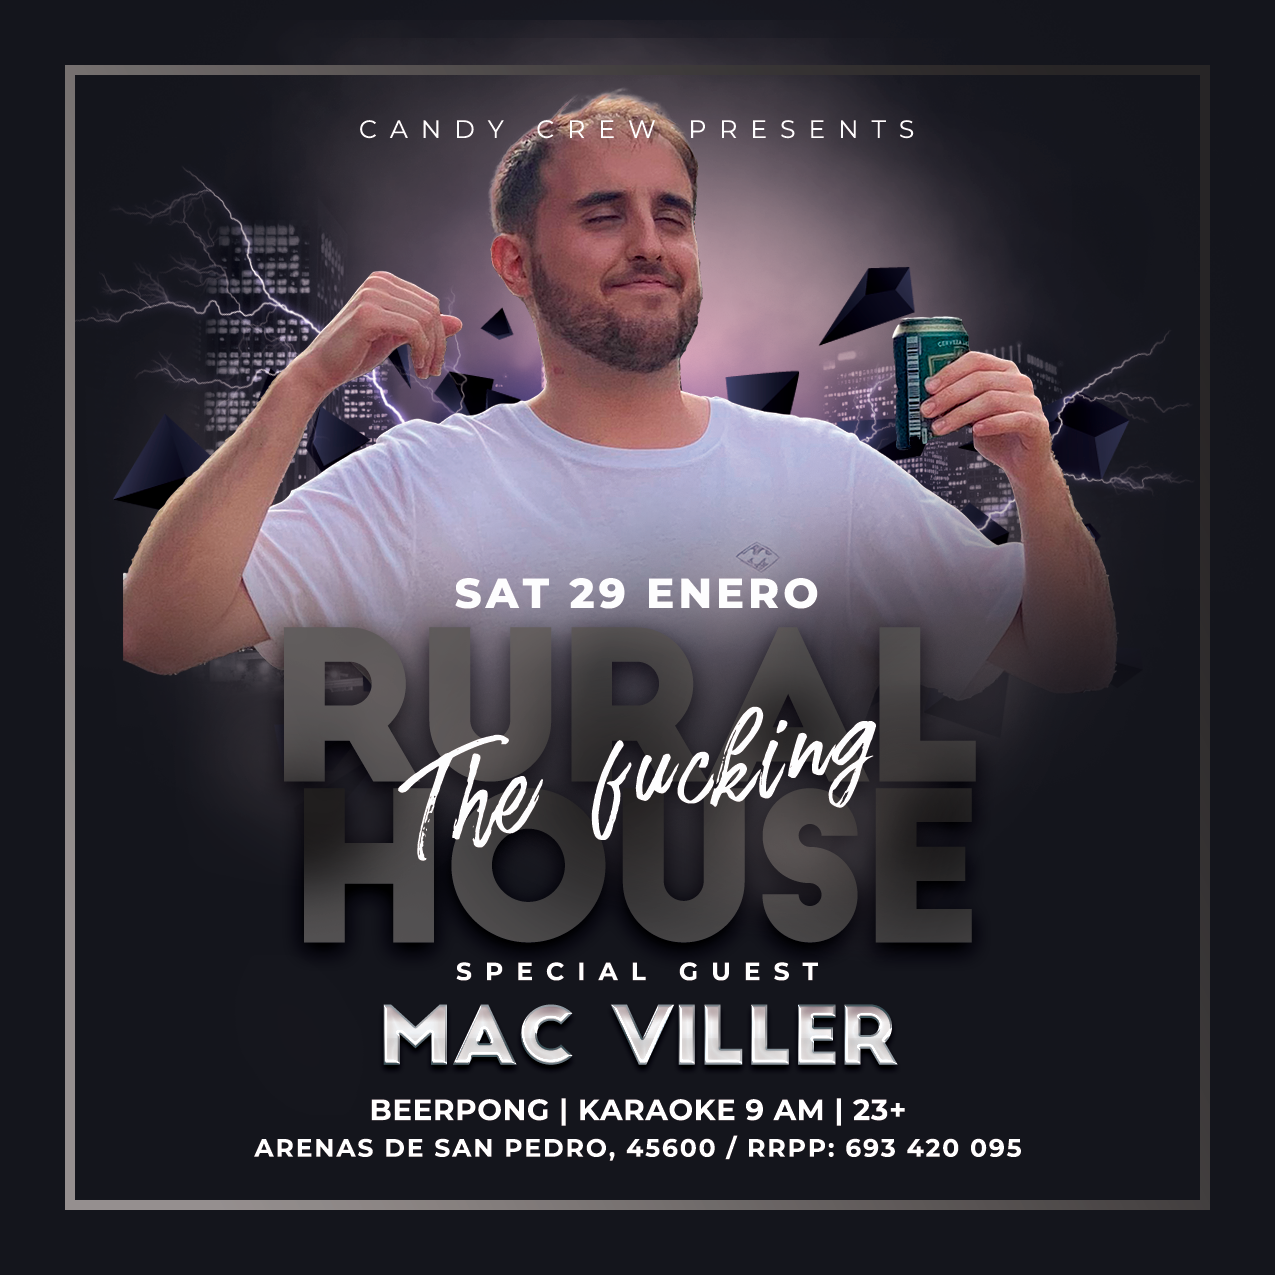 CANDY CREW PRESENTS
CERVEZA
SAT 29 ENERO
RURAL
The fucking
HOUSE
SPECIAL GUEST
MAC VILLER
BEERPONG | KARAOKE 9 AM | 23+
ARENAS DE SAN PEDRO, 45600 / RRPP: 693 420 095